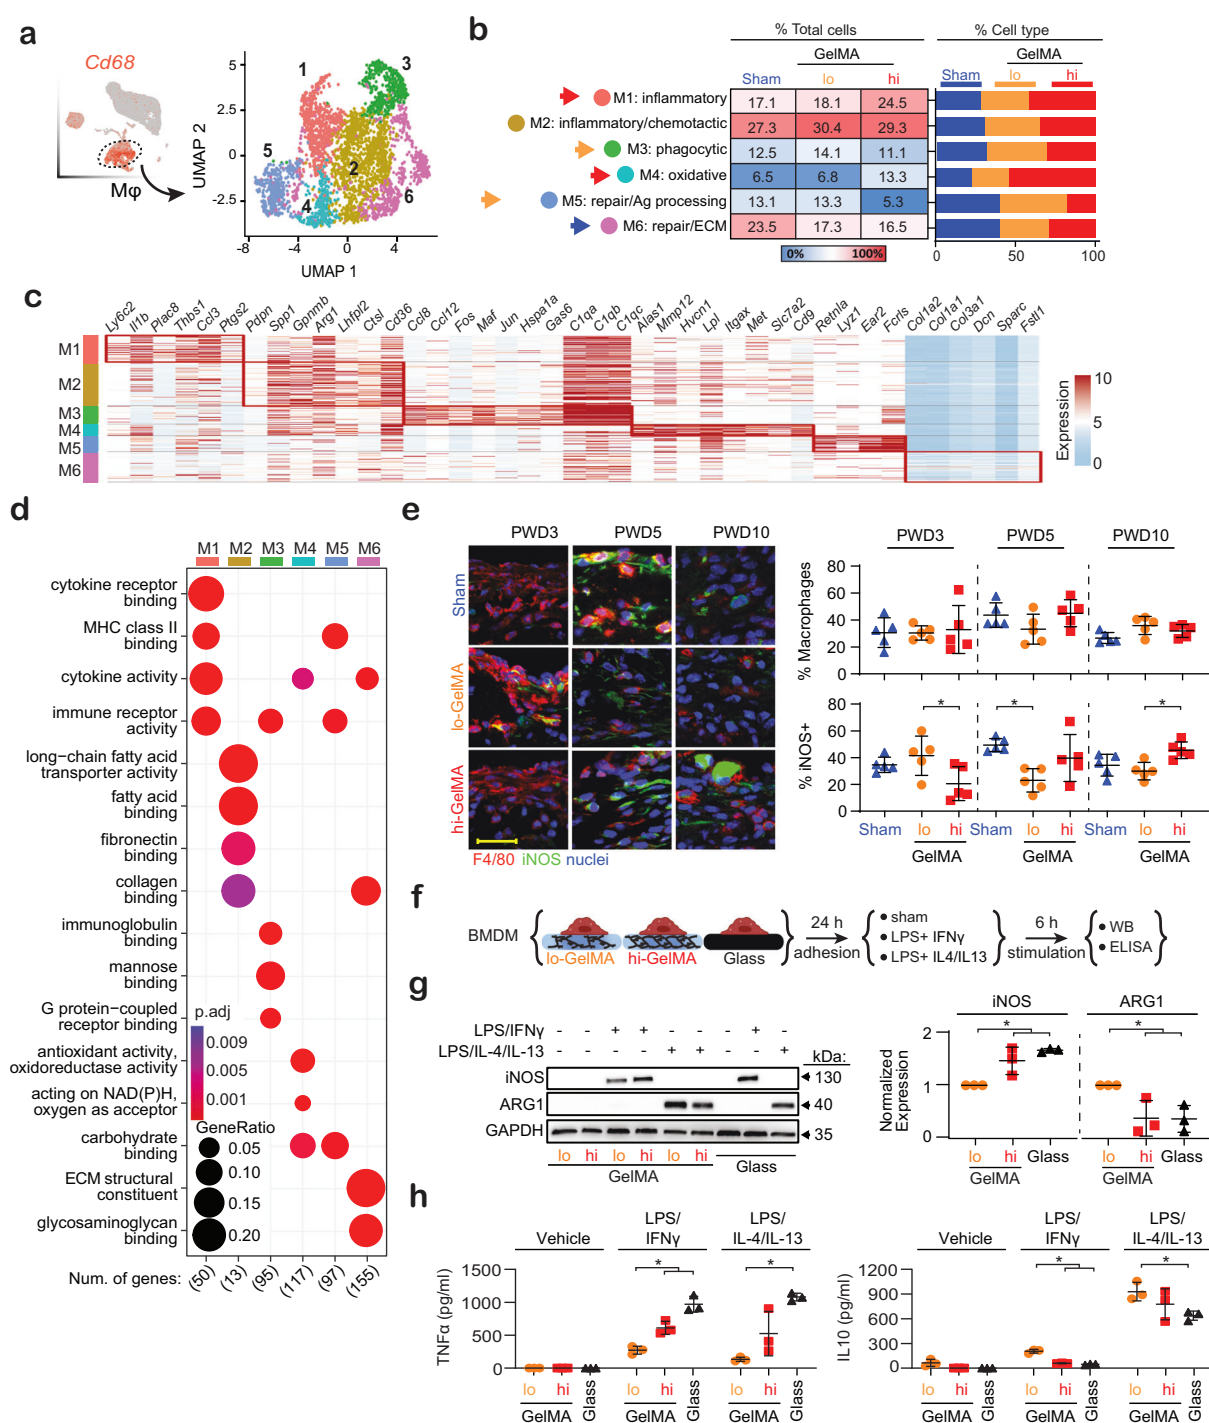 a
Cd68
Mφ
UMAP 2
5
2.5
0
-2.5
-8
-4
0
4
UMAP 1
1
3
5
2
4
6
b
% Total cells
% Cell type
GelMA
GelMA
Sham
lo
hi
Sham
lo
hi
M1: inflammatory
17.1
18.1
24.5
M2: inflammatory/chemotactic
27.3
30.4
29.3
M3: phagocytic
12.5
14.1
11.1
M4: oxidative
6.5
6.8
13.3
M5: repair/Ag processing
13.1
13.3
5.3
M6: repair/ECM
23.5
17.3
16.5
0%
100%
0
50
100
c
Ly6c2
Il1b
Plac8
Thbs1
Ccl3
Ptgs2
Pdpn
Spp1
Gpnmb
Arg1
Lhfpl2
Ctsl
Cd36
Ccl8
Ccl12
Fos
Maf
Jun
Hspa1a
Gas6
C1qa
C1qb
C1qc
Alas1
Mmp12
Hvcn1
Lpl
Itgax
Met
Slc7a2
Cd9
Retnla
Lyz1
Ear2
Fcrls
Col1a2
Col1a1
Col3a1
Dcn
Sparc
Fstl1
M1
M2
M3
M4
M5
M6
Expression
10
5
0
d
M1
M2
M3
M4
M5
M6
cytokine receptor
binding
MHC class II
binding
cytokine activity
immune receptor
activity
long−chain fatty acid
transporter activity
fatty acid
binding
fibronectin
binding
collagen
binding
immunoglobulin
binding
mannose
binding
G protein−coupled
receptor binding
antioxidant activity,
oxidoreductase activity
acting on NAD(P)H,
oxygen as acceptor
carbohydrate
binding
ECM structural
constituent
glycosaminoglycan
binding
p.adj
0.009
0.005
0.001
GeneRatio
0.05
0.10
0.15
0.20
Num. of genes:
(50)
(13)
(95)
(117)
(97)
(155)
e
PWD3
PWD5
PWD10
Sham
lo-GelMA
hi-GelMA
F4/80 iNOS nuclei
PWD3
PWD5
PWD10
% Macrophages
80
60
40
20
0
% iNOS+
80
60
40
20
0
*
*
*
Sham
lo
hi
Sham
lo
hi
Sham
lo
hi
GelMA
GelMA
GelMA
f
BMDM
lo-GelMA
hi-GelMA
Glass
24 h
adhesion
● sham
● LPS+ IFNγ
● LPS+ IL4/IL13
6 h
stimulation
● WB
● ELISA
g
LPS/IFNγ
- - + + - - - + -
LPS/IL-4/IL-13
- - - - + + - - +
kDa:
iNOS
130
ARG1
40
GAPDH
35
lo
hi
lo
hi
lo
hi
GelMA
Glass
iNOS
ARG1
*
*
Normalized
Expression
2
1
0
lo
hi
Glass
GelMA
lo
hi
Glass
GelMA
h
Vehicle
LPS/
IFNγ
LPS/
IL-4/IL-13
TNFα (pg/ml)
1500
1000
500
0
*
*
lo
hi
Glass
lo
hi
Glass
lo
hi
Glass
GelMA
GelMA
GelMA
Vehicle
LPS/
IFNγ
LPS/
IL-4/IL-13
IL10 (pg/ml)
1200
900
600
300
0
*
*
lo
hi
Glass
lo
hi
Glass
lo
hi
Glass
GelMA
GelMA
GelMA